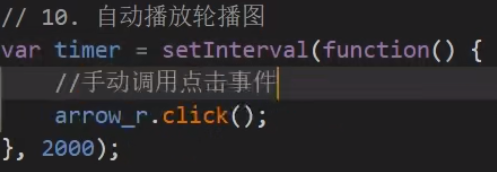 // 10. 自动播放轮播图
var timer = setInterval(function() {
//手动调用点击事件
arrow_r.click();
}, 2000);